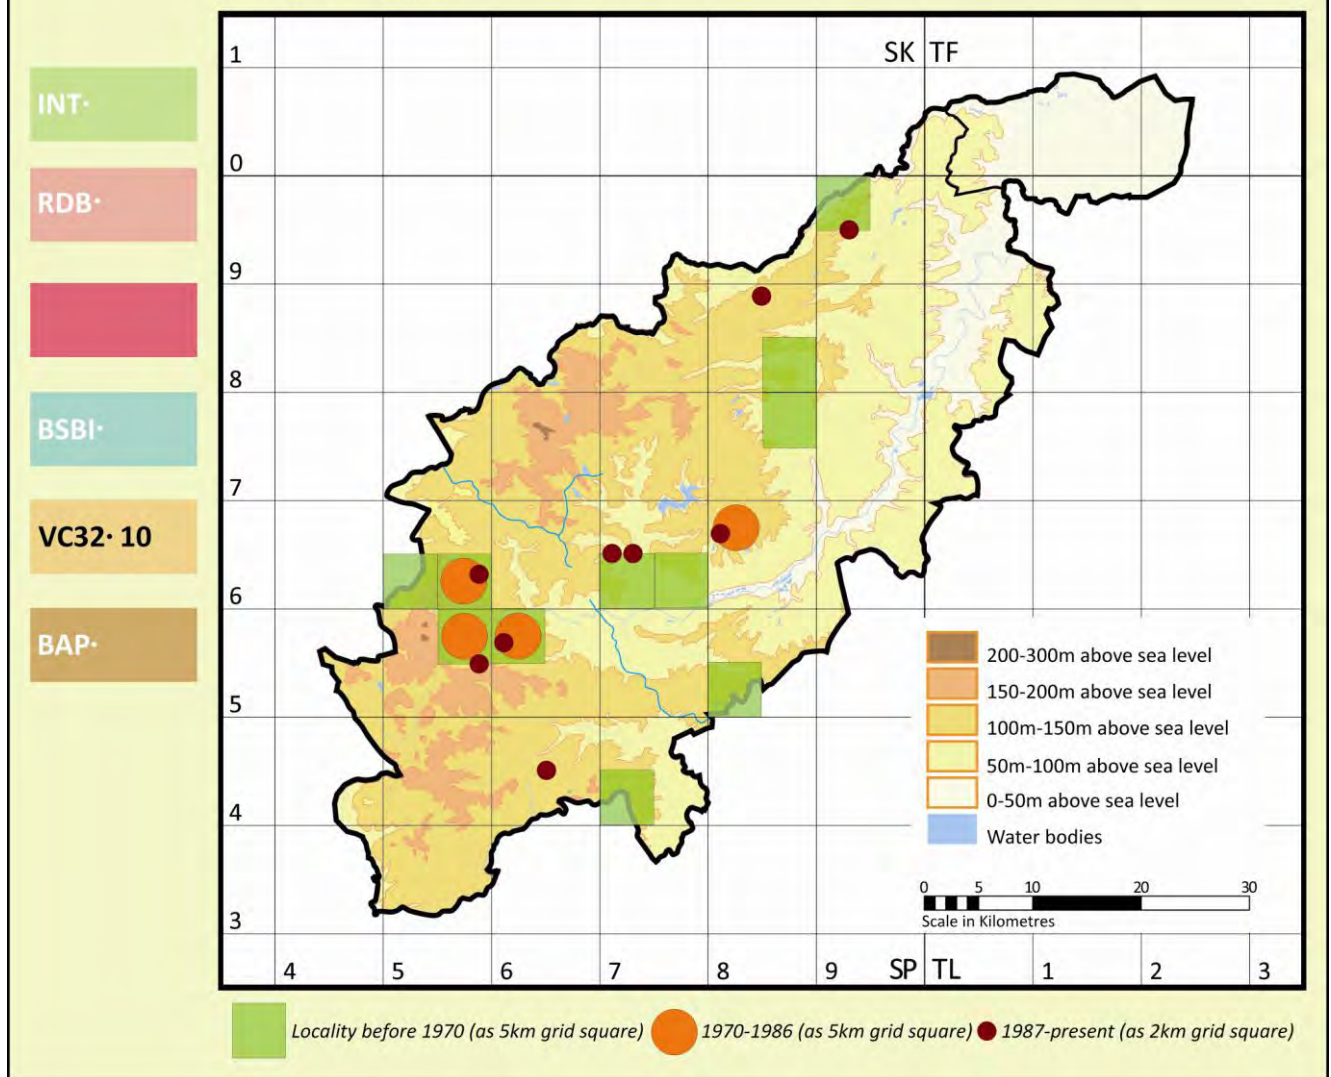 INT·
RDB·
BSBI·
VC32· 10
BAP·
SK TF
1
0
9
8
7
6
5
4
3
4 5 6 7 8 9 SP TL 1 2 3
200-300m above sea level
150-200m above sea level
100m-150m above sea level
50m-100m above sea level
0-50m above sea level
Water bodies
0 5 10 20 30
Scale in Kilometres
Locality before 1970 (as 5km grid square) 1970-1986 (as 5km grid square) 1987-present (as 2km grid square)